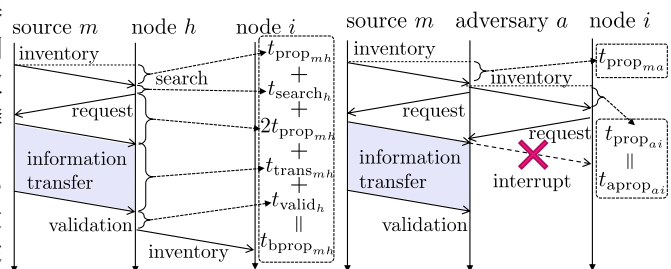 source m
node h
node i
inventory
search
request
information
transfer
validation
inventory
t_prop_mh
+
t_search_h
+
2t_prop_mh
+
t_trans_mh
+
t_valid_h
=
t_bprop_mh
source m
adversary a
node i
inventory
inventory
request
request
information
transfer
interrupt
validation
t_prop_ma
t_prop_ai
=
t_aprop_ai